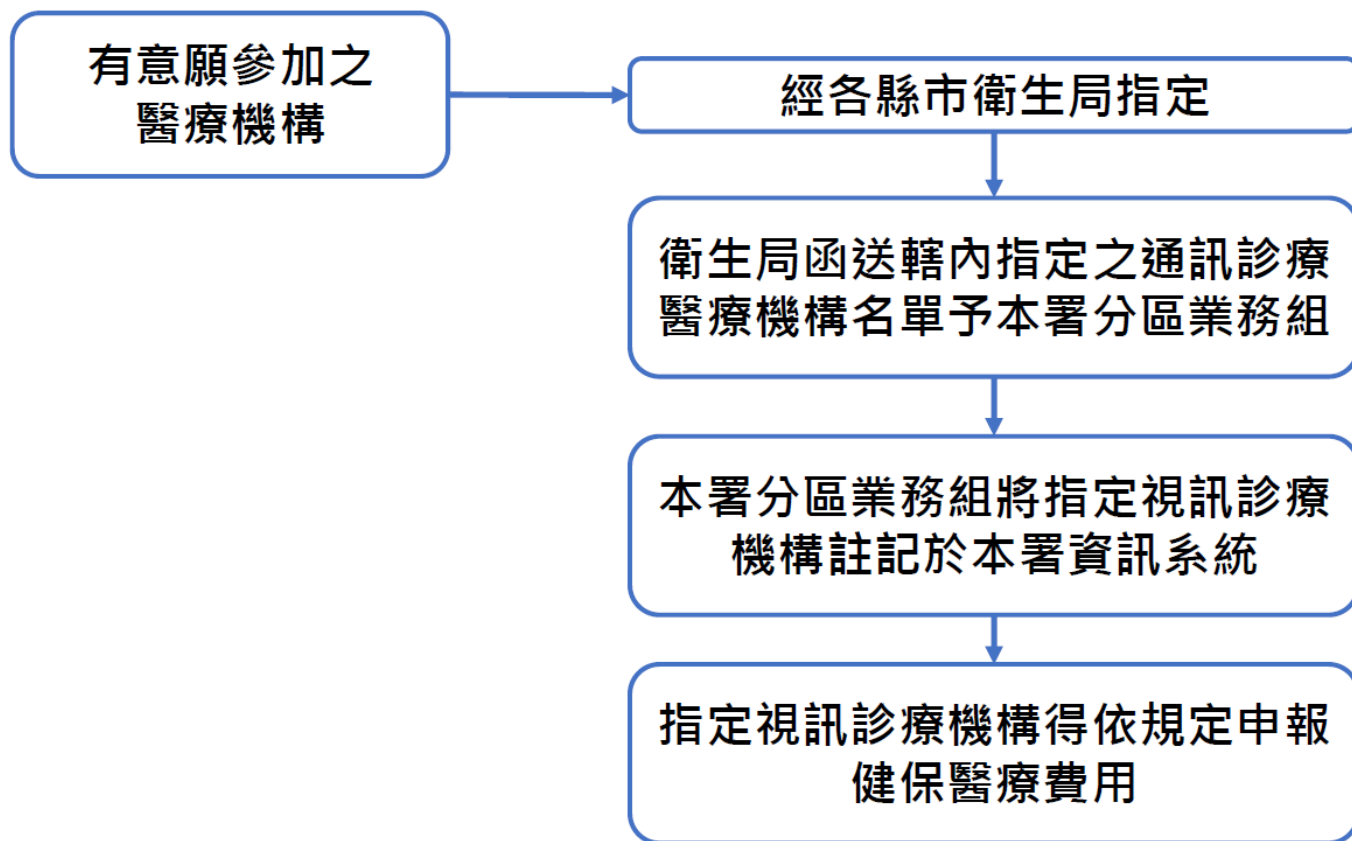 有意願參加之
醫療機構
經各縣市衛生局指定
衛生局函送轄內指定之通訊診療
醫療機構名單予本署分區業務組
本署分區業務組將指定視訊診療
機構註記於本署資訊系統
指定視訊診療機構得依規定申報
健保醫療費用